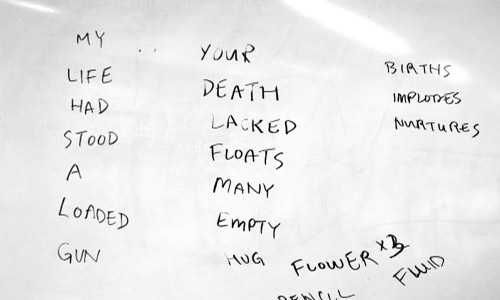 MY
LIFE
HAD
STOOD
A
LOADED
GUN
YOUR
DEATH
LACKED
FLOATS
MANY
EMPTY
HUG
BIRTHS
IMPLODES
NURTURES
FLOWER x3
FLUID
PENCIL